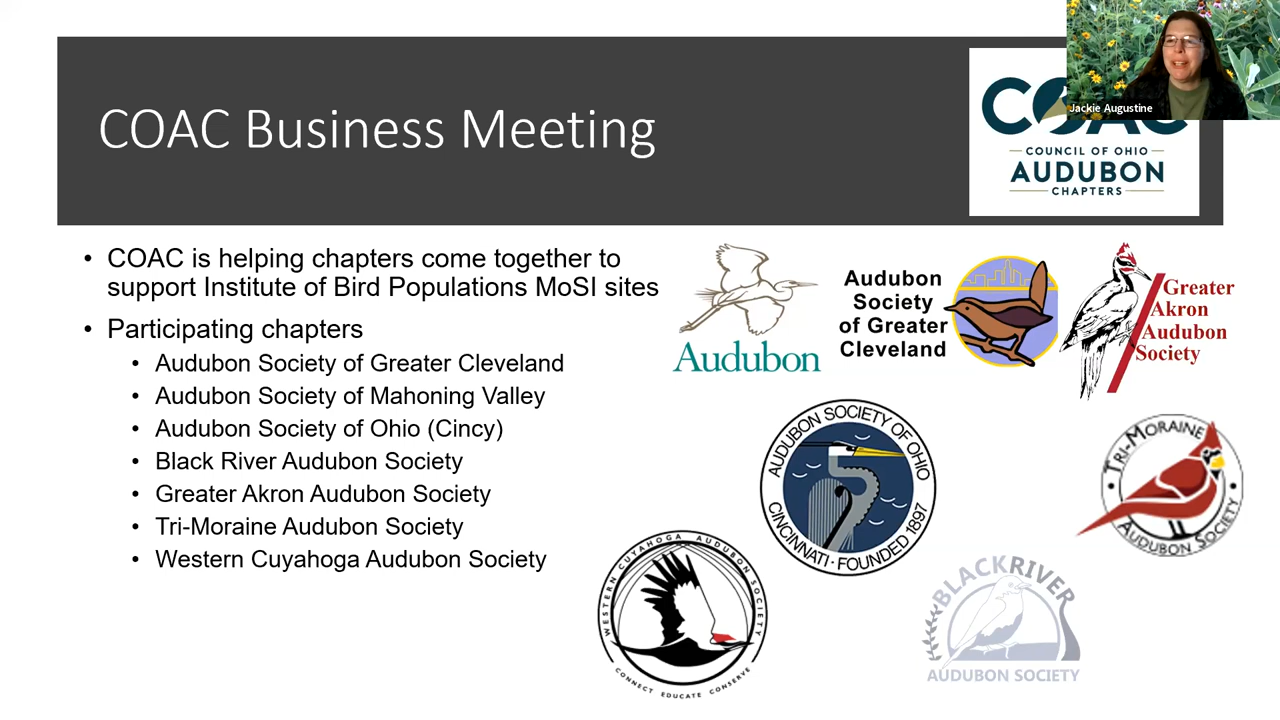 Jackie Augustine
COAC Business Meeting
COAC
COUNCIL OF OHIO
AUDUBON
CHAPTERS
• COAC is helping chapters come together to
support Institute of Bird Populations MoSI sites
• Participating chapters
• Audubon Society of Greater Cleveland
• Audubon Society of Mahoning Valley
• Audubon Society of Ohio (Cincy)
• Black River Audubon Society
• Greater Akron Audubon Society
• Tri-Moraine Audubon Society
• Western Cuyahoga Audubon Society
Audubon
Audubon
Society
of Greater
Cleveland
Greater
Akron
Audubon
Society
AUDUBON SOCIETY OF OHIO
CINCINNATI · FOUNDED 1897
• TRI-MORAINE •
AUDUBON SOCIETY
WESTERN CUYAHOGA AUDUBON SOCIETY
CONNECT EDUCATE CONSERVE
BLACK RIVER
AUDUBON SOCIETY